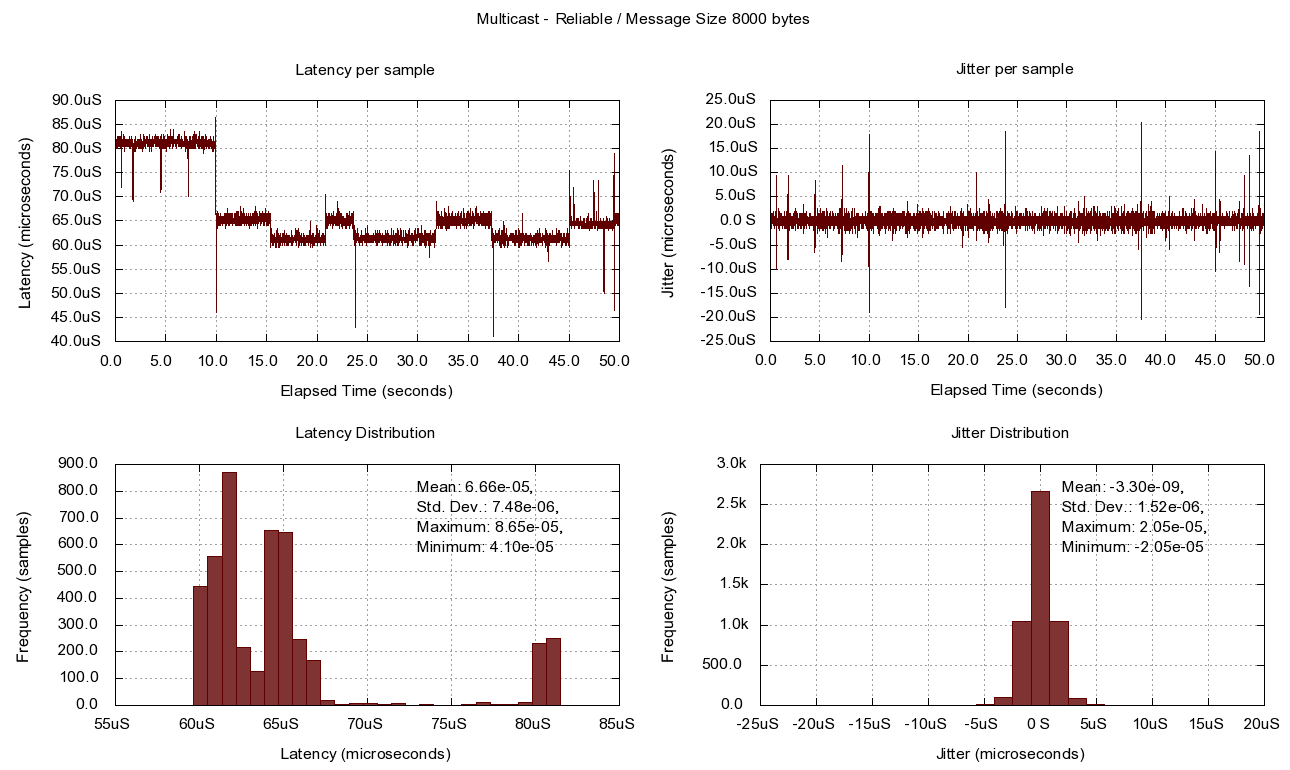 Multicast - Reliable / Message Size 8000 bytes
Latency per sample
90.0uS
85.0uS
80.0uS
75.0uS
70.0uS
65.0uS
60.0uS
55.0uS
50.0uS
45.0uS
40.0uS
Latency (microseconds)
0.0 5.0 10.0 15.0 20.0 25.0 30.0 35.0 40.0 45.0 50.0
Elapsed Time (seconds)
Jitter per sample
25.0uS
20.0uS
15.0uS
10.0uS
5.0uS
0.0 S
-5.0uS
-10.0uS
-15.0uS
-20.0uS
-25.0uS
Jitter (microseconds)
0.0 5.0 10.0 15.0 20.0 25.0 30.0 35.0 40.0 45.0 50.0
Elapsed Time (seconds)
Latency Distribution
900.0
800.0
700.0
600.0
500.0
400.0
300.0
200.0
100.0
0.0
Frequency (samples)
Mean: 6.66e-05,
Std. Dev.: 7.48e-06,
Maximum: 8.65e-05,
Minimum: 4.10e-05
55uS 60uS 65uS 70uS 75uS 80uS 85uS
Latency (microseconds)
Jitter Distribution
3.0k
2.5k
2.0k
1.5k
1.0k
500.0
0.0
Frequency (samples)
Mean: -3.30e-09,
Std. Dev.: 1.52e-06,
Maximum: 2.05e-05,
Minimum: -2.05e-05
-25uS -20uS -15uS -10uS -5uS 0 S 5uS 10uS 15uS 20uS
Jitter (microseconds)